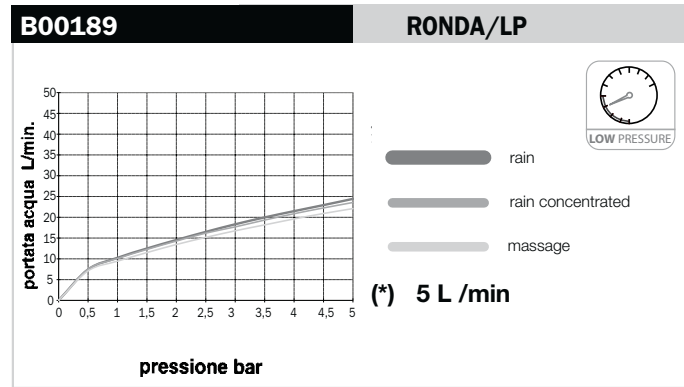 B00189
RONDA/LP
LOW PRESSURE
portata acqua L/min.
50
45
40
35
30
25
20
15
10
5
0
0 0,5 1 1,5 2 2,5 3 3,5 4 4,5 5
pressione bar
rain
rain concentrated
massage
(*) 5 L /min